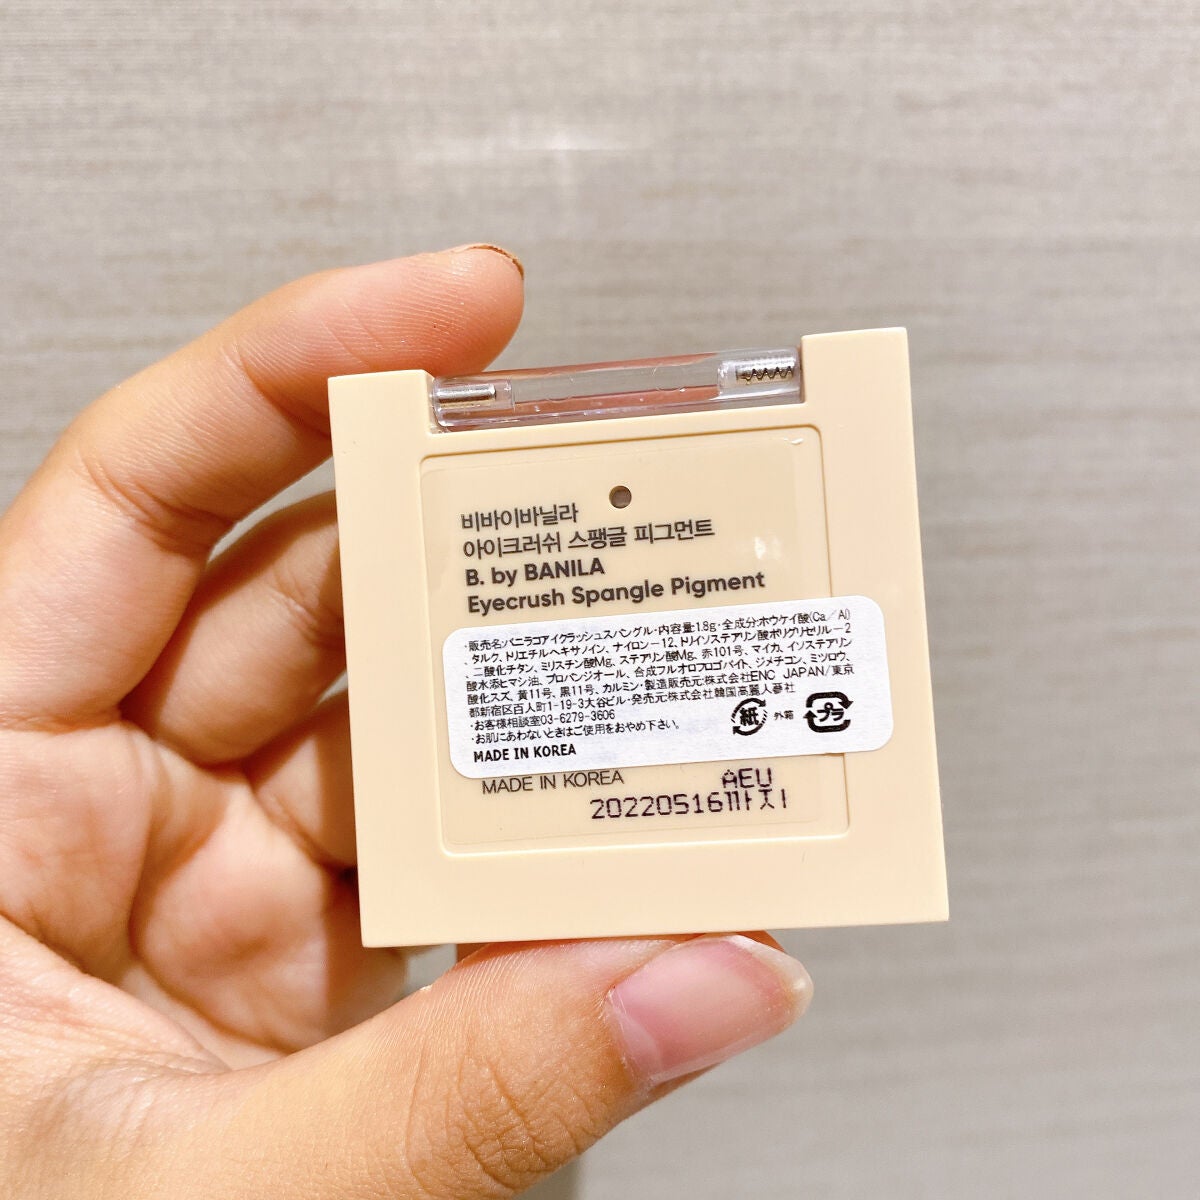 비바이바닐라
아이크러쉬 스팽글 피그먼트
B. by BANILA
Eyecrush Spangle Pigment
・販売名:バニラコアイクラッシュスパングル・内容量:1.8g・全成分:ホウケイ酸(Ca/Al)
、タルク、トリエチルヘキサノイン、ナイロン－12、トリイソステアリン酸ポリグリセリル－2
、二酸化チタン、ミリスチン酸Mg、ステアリン酸Mg、赤101号、マイカ、イソステアリン
酸水添ヒマシ油、プロパンジオール、合成フルオロフロゴパイト、ジメチコン、ミツロウ、
酸化スズ、黄11号、黒11号、カルミン・製造販売元:株式会社ENC JAPAN/東京
都新宿区百人町1-19-3大谷ビル・発売元:株式会社韓国高麗人蔘社
・お客様相談室03-6279-3606
・お肌にあわないときはご使用をおやめ下さい。
紙 外箱 プラ
MADE IN KOREA
MADE IN KOREA
AEU
20220516까지